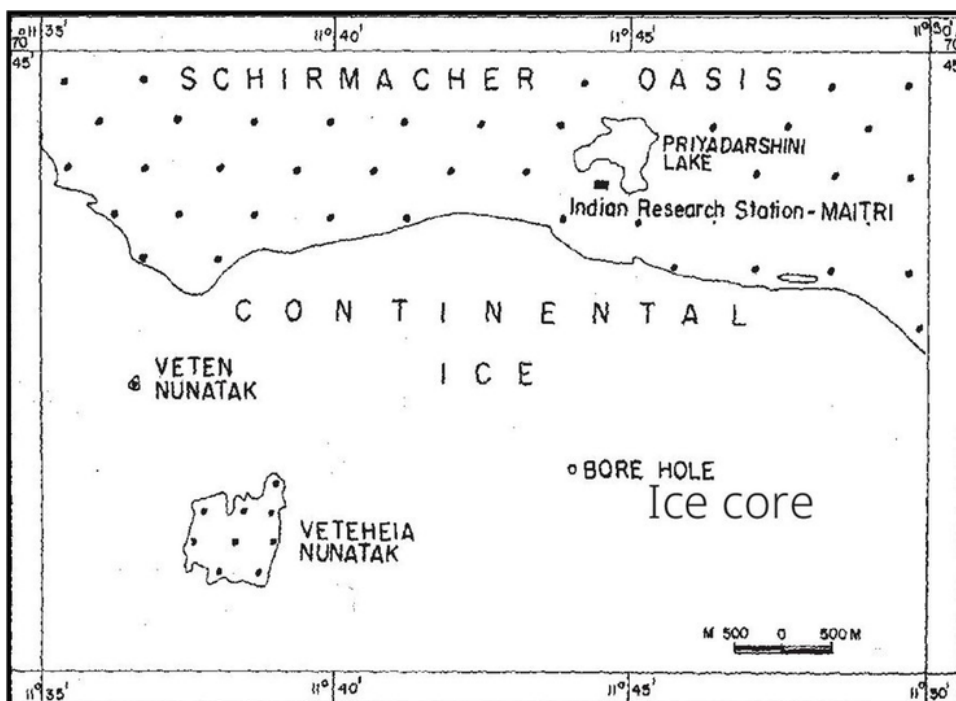 11°35' 11°40' 11°45' 11°50'
70° 45' 45'
SCHIRMACHER OASIS
PRIYADARSHINI
LAKE
Indian Research Station - MAITRI
CONTINENTAL
ICE
VETEN
NUNATAK
BORE HOLE
Ice core
VETEHEIA
NUNATAK
M 500 0 500 M
11°35' 11°40' 11°45' 11°50'